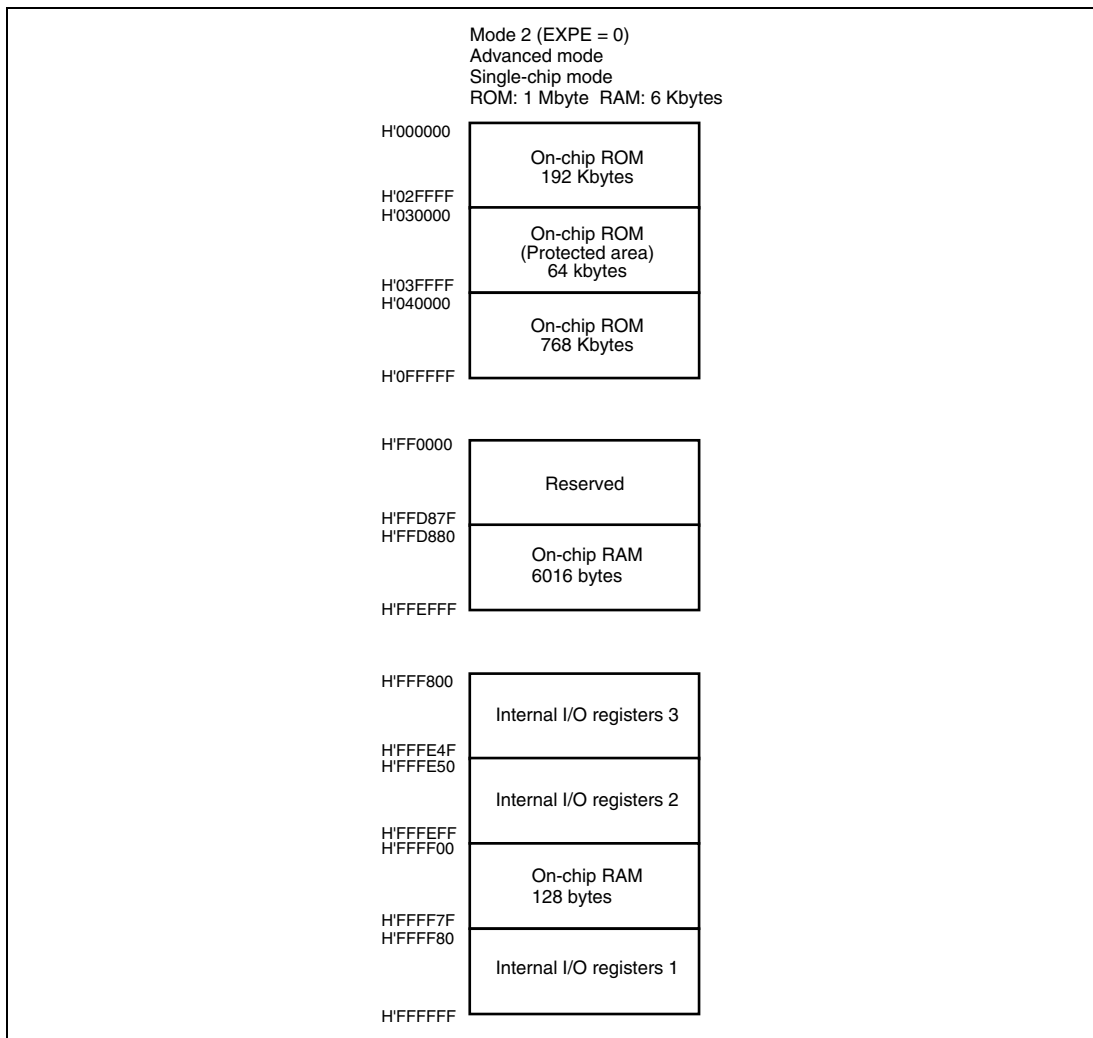 Mode 2 (EXPE = 0)
Advanced mode
Single-chip mode
ROM: 1 Mbyte RAM: 6 Kbytes
H'000000
On-chip ROM
192 Kbytes
H'02FFFF
H'030000
On-chip ROM
(Protected area)
64 kbytes
H'03FFFF
H'040000
On-chip ROM
768 Kbytes
H'0FFFFF
H'FF0000
Reserved
H'FFD87F
H'FFD880
On-chip RAM
6016 bytes
H'FFEFFF
H'FFF800
Internal I/O registers 3
H'FFFE4F
H'FFFE50
Internal I/O registers 2
H'FFFEFF
H'FFFF00
On-chip RAM
128 bytes
H'FFFF7F
H'FFFF80
Internal I/O registers 1
H'FFFFFF